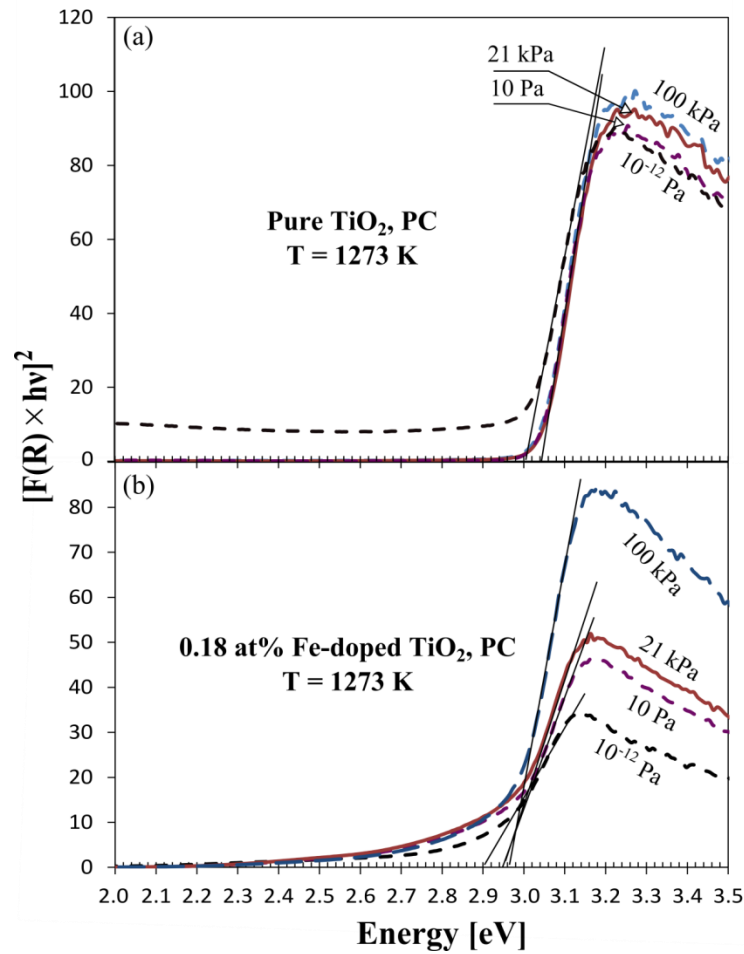 (a)
120
100
80
60
40
20
0
21 kPa
10 Pa
100 kPa
10⁻¹² Pa
Pure TiO₂, PC
T = 1273 K
[F(R) × hν]²
(b)
80
70
60
50
40
30
20
10
0
100 kPa
21 kPa
10 Pa
10⁻¹² Pa
0.18 at% Fe-doped TiO₂, PC
T = 1273 K
2.0 2.1 2.2 2.3 2.4 2.5 2.6 2.7 2.8 2.9 3.0 3.1 3.2 3.3 3.4 3.5
Energy [eV]